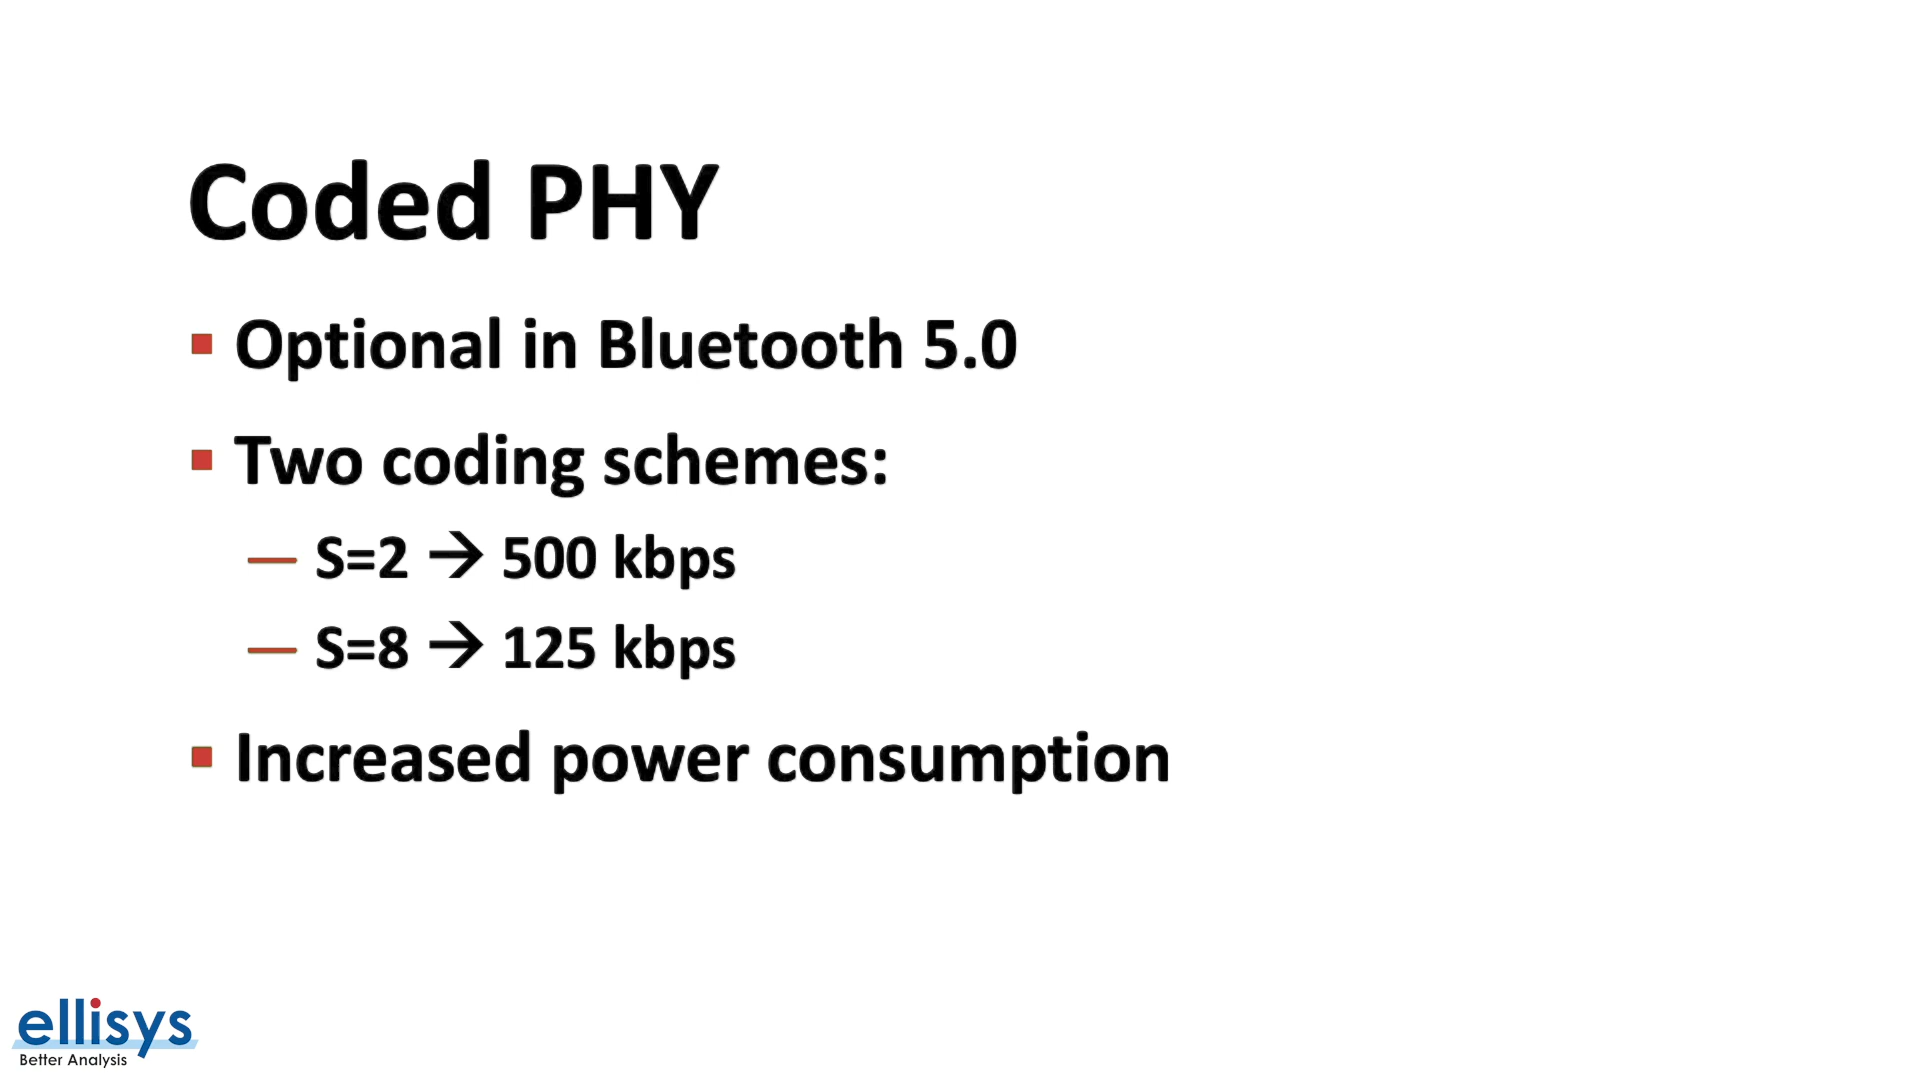 Coded PHY
▪ Optional in Bluetooth 5.0
▪ Two coding schemes:
— S=2 → 500 kbps
— S=8 → 125 kbps
▪ Increased power consumption
ellisys
Better Analysis